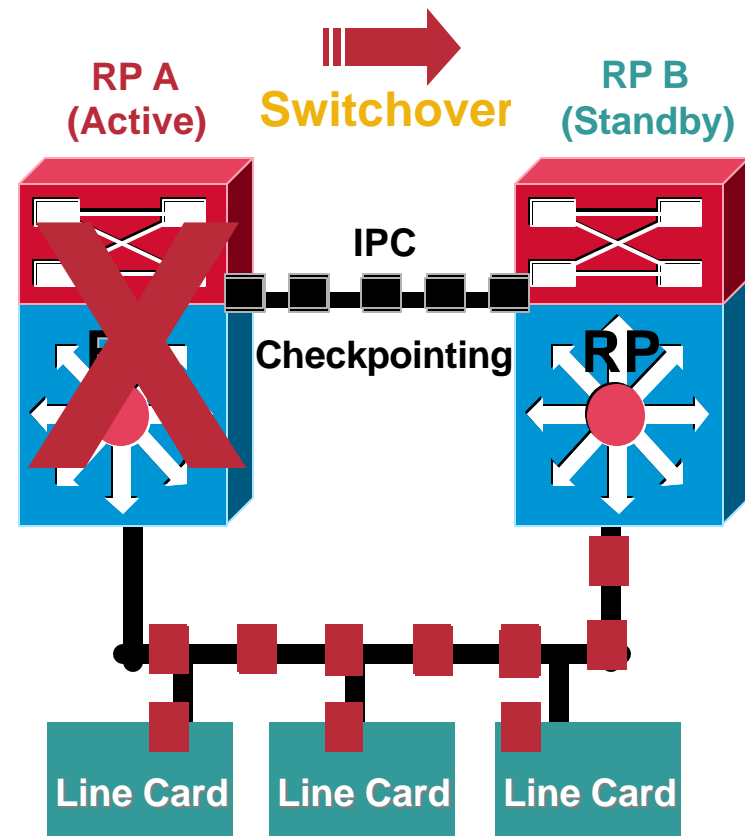 RP A
(Active)
Switchover
RP B
(Standby)
IPC
Checkpointing
RP
Line Card
Line Card
Line Card